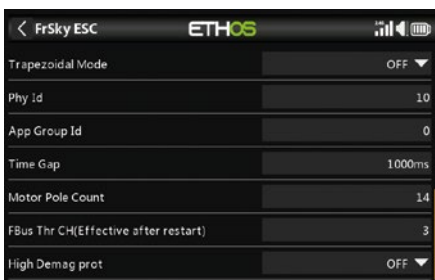 FrSky ESC ETHOS
Trapezoidal Mode OFF
Phy Id 10
App Group Id 0
Time Gap 1000ms
Motor Pole Count 14
FBus Thr CH(Effective after restart) 3
High Demag prot OFF